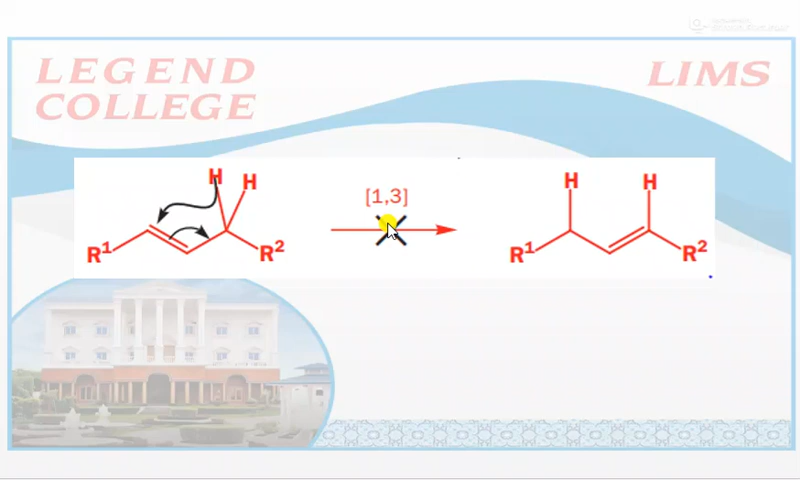 LEGEND
COLLEGE
LIMS
H H
[1,3]
H H
R¹ R²
R¹ R²